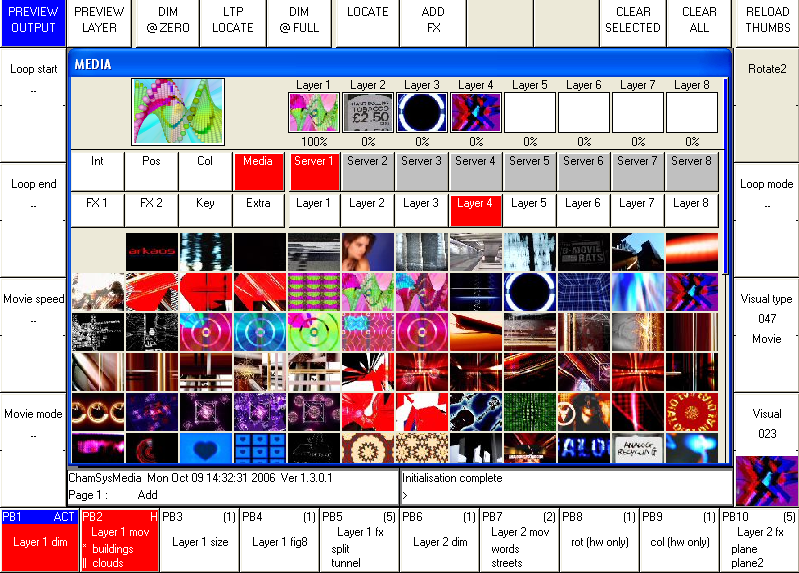 PREVIEW OUTPUT
PREVIEW LAYER
DIM @ZERO
LTP LOCATE
DIM @FULL
LOCATE
ADD FX
CLEAR SELECTED
CLEAR ALL
RELOAD THUMBS
Loop start
--
MEDIA
Rotate2
Layer 1 Layer 2 Layer 3 Layer 4 Layer 5 Layer 6 Layer 7 Layer 8
TOBACCO
£2.50
100% 0% 0% 0% 0% 0% 0% 0%
Int Pos Col Media Server 1 Server 2 Server 3 Server 4 Server 5 Server 6 Server 7 Server 8
Loop end
--
Loop mode
--
FX 1 FX 2 Key Extra Layer 1 Layer 2 Layer 3 Layer 4 Layer 5 Layer 6 Layer 7 Layer 8
arkaos
B-MOVIE
RATS
Movie speed
--
Visual type
047
Movie
Movie mode
--
Visual
023
ANALOG
RECYCLING
ChamSysMedia Mon Oct 09 14:32:31 2006 Ver 1.3.0.1
Page 1 : Add
Initialisation complete
>
PB1 ACT
Layer 1 dim
PB2 H
Layer 1 mov
* buildings
|| clouds
PB3 (1)
Layer 1 size
PB4 (1)
Layer 1 fig8
PB5 (5)
Layer 1 fx
split
tunnel
PB6 (1)
Layer 2 dim
PB7 (2)
Layer 2 mov
words
streets
PB8 (1)
rot (hw only)
PB9 (1)
col (hw only)
PB10 (5)
Layer 2 fx
plane
plane2